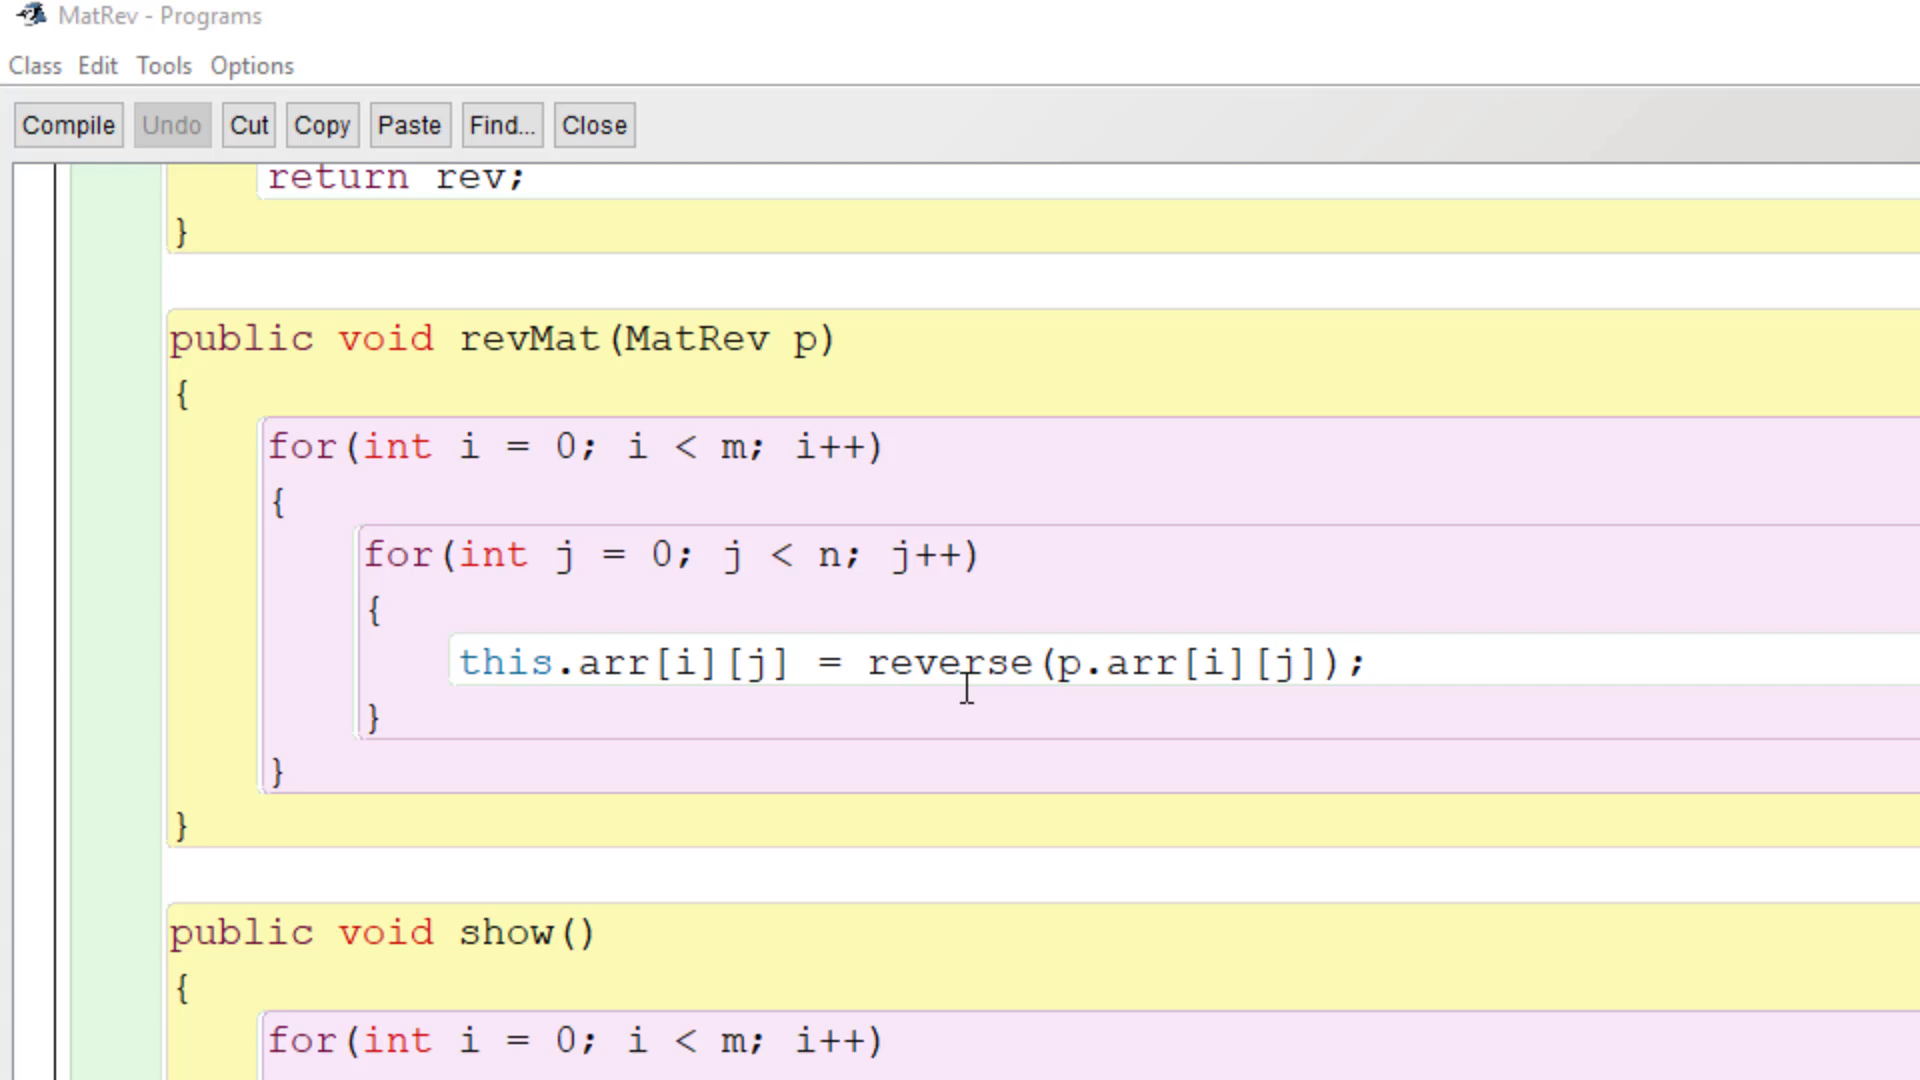 MatRev - Programs
Class Edit Tools Options
Compile Undo Cut Copy Paste Find... Close
return rev;
}
public void revMat(MatRev p)
{
for(int i = 0; i < m; i++)
{
for(int j = 0; j < n; j++)
{
this.arr[i][j] = reverse(p.arr[i][j]);
}
}
}
public void show()
{
for(int i = 0; i < m; i++)